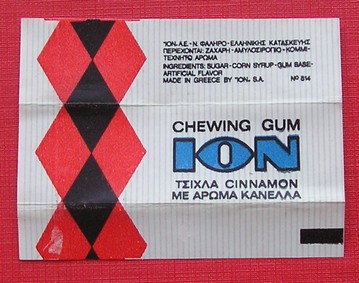 "ΙΟΝ-Α.Ε.-Ν. ΦΑΛΗΡΟ-ΕΛΛΗΝΙΚΗΣ ΚΑΤΑΣΚΕΥΗΣ
ΠΕΡΙΕΧΟΝΤΑΙ: ΖΑΧΑΡΗ-ΑΜΥΛΟΣΙΡΟΠΙΟ-ΚΟΜΜΙ-
ΤΕΧΝΗΤΟ ΑΡΩΜΑ
INGREDIENTS: SUGAR-CORN SYRUP-GUM BASE-
ARTIFICIAL FLAVOR
MADE IN GREECE BY "ION, S.A. No 814
CHEWING GUM
ION
ΤΣΙΧΛΑ CINNAMON
ΜΕ ΑΡΩΜΑ ΚΑΝΕΛΛΑ